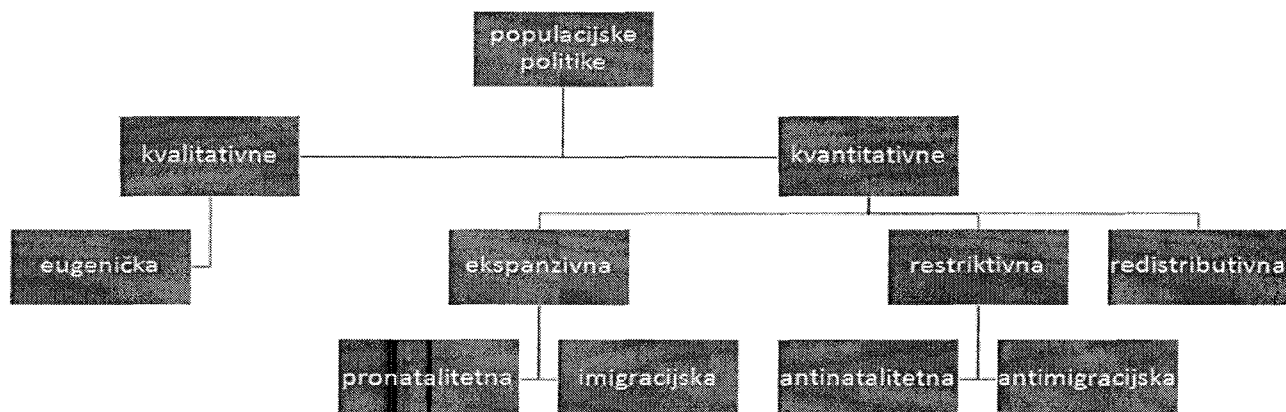 populacijske
politike
kvalitativne
kvantitativne
eugenička
ekspanzivna
restriktivna
redistributivna
pronatalitetna
imigracijska
antinatalitetna
antimigracijska